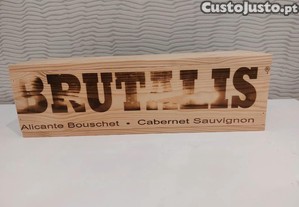 CustoJusto.pt
BRUTALIS
Alicante Bouschet • Cabernet Sauvignon